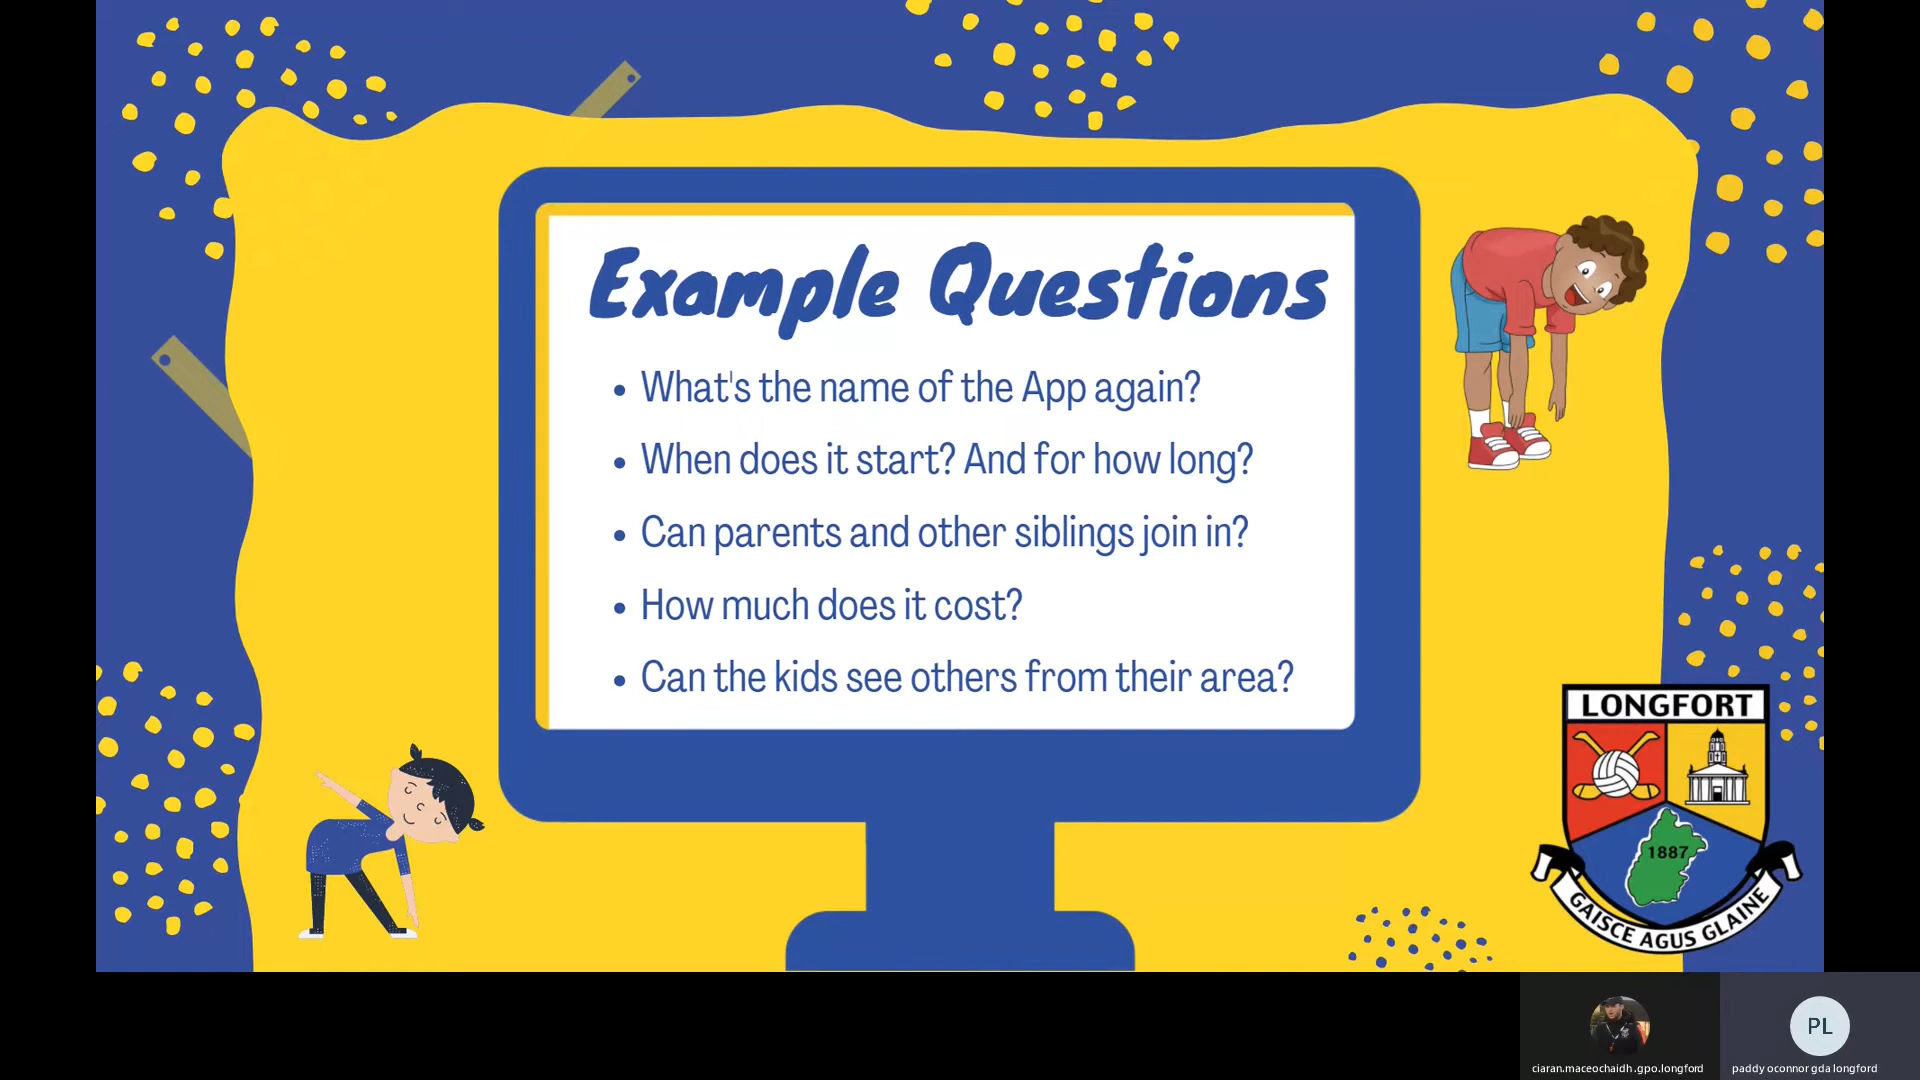 Example Questions
What's the name of the App again?
When does it start? And for how long?
Can parents and other siblings join in?
How much does it cost?
Can the kids see others from their area?
LONGFORT
1887
GAISCE AGUS GLAINE
PL
ciaran.maceochaidh.gpo.longford
paddy oconnor gda longford